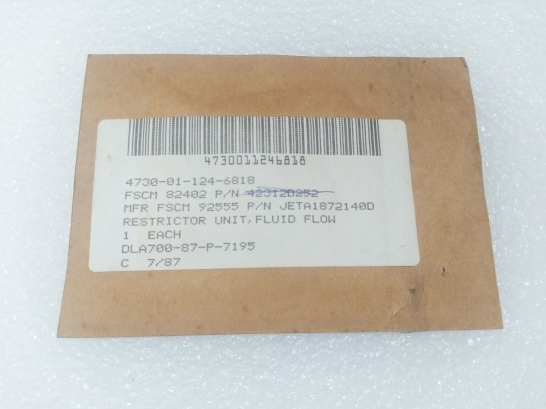 4730011246818
4730-01-124-6818
FSCM 82402 P/N 42312D252
MFR FSCM 92555 P/N JETA1872140D
RESTRICTOR UNIT,FLUID FLOW
1 EACH
DLA700-87-P-7195
C 7/87